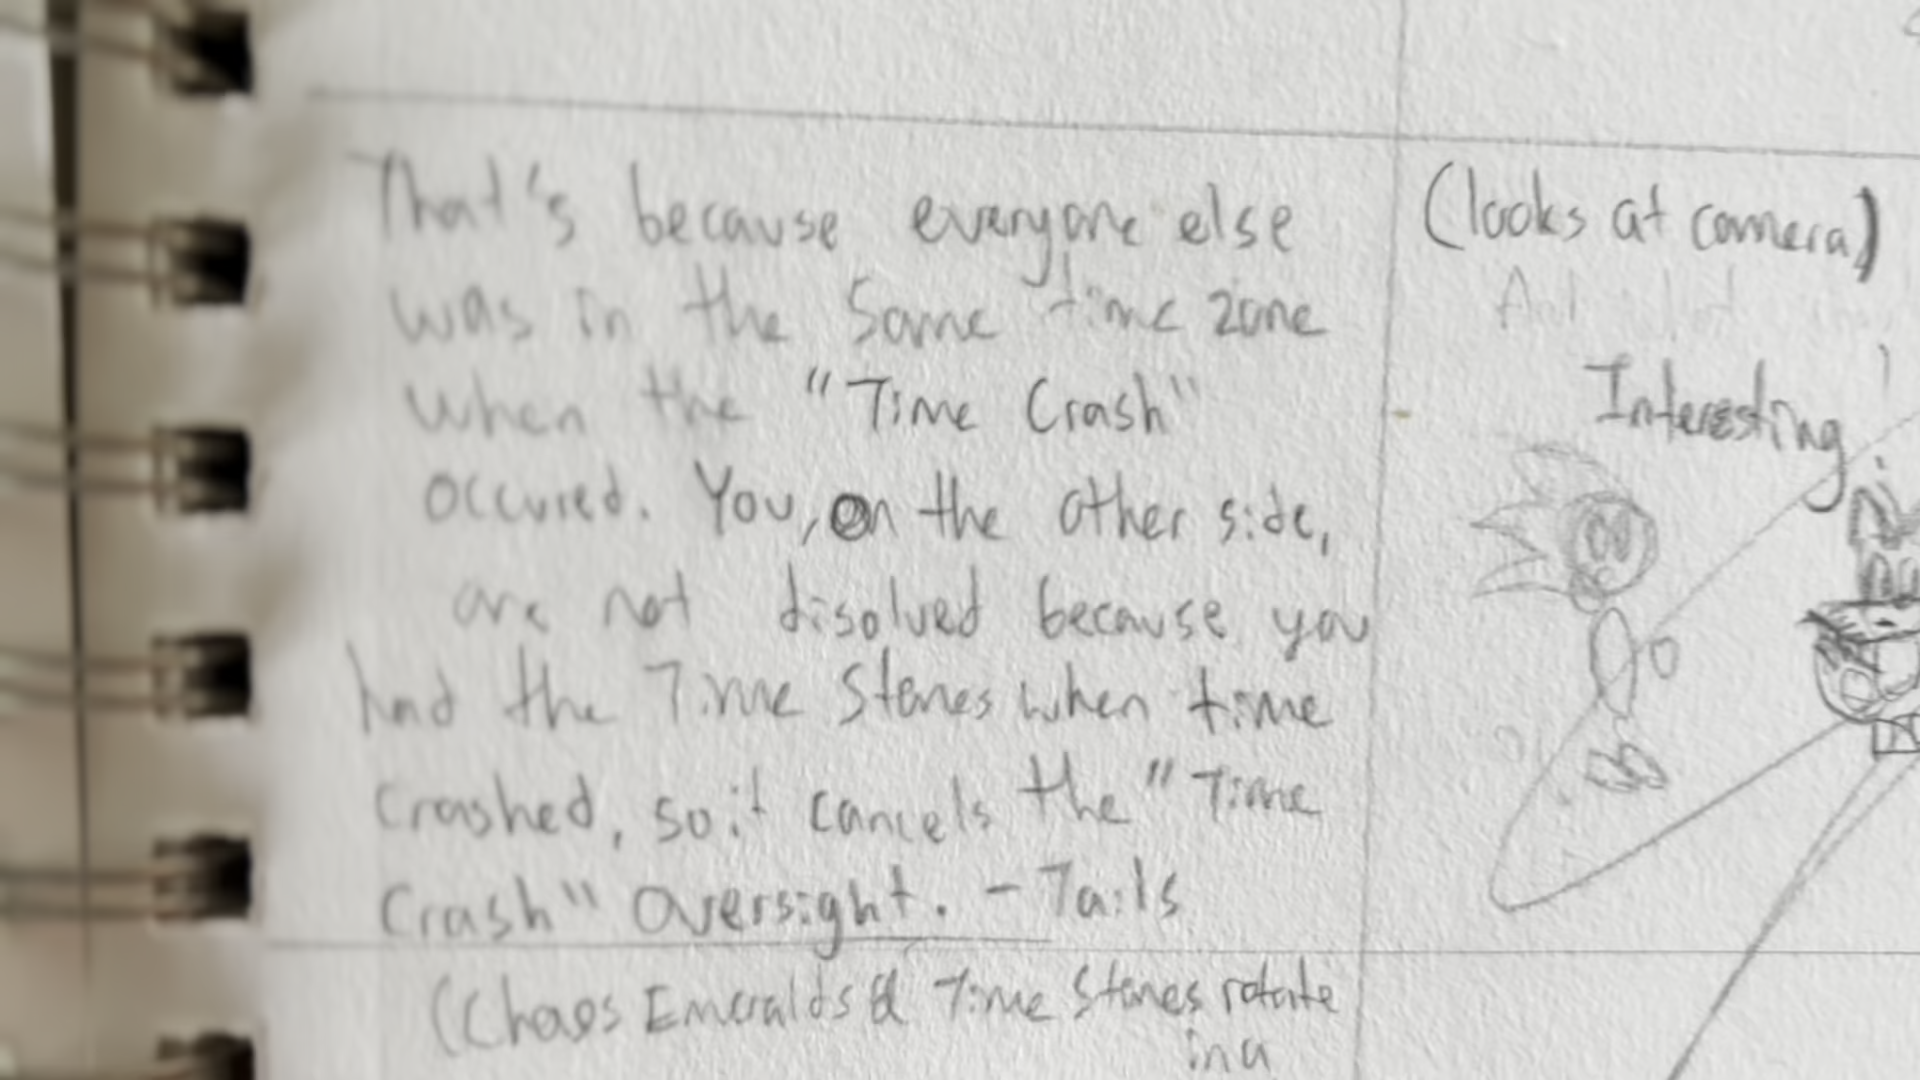 That's because everyone else
was in the Same time zone
when the "Time Crash"
occured. You, on the other side,
are not disolved because you
had the Time Stones when time
crashed, so it cancels the "Time
Crash" oversight. - Tails
(Chaos Emeralds & Time Stones rotate
in a
(looks at camera)
Interesting